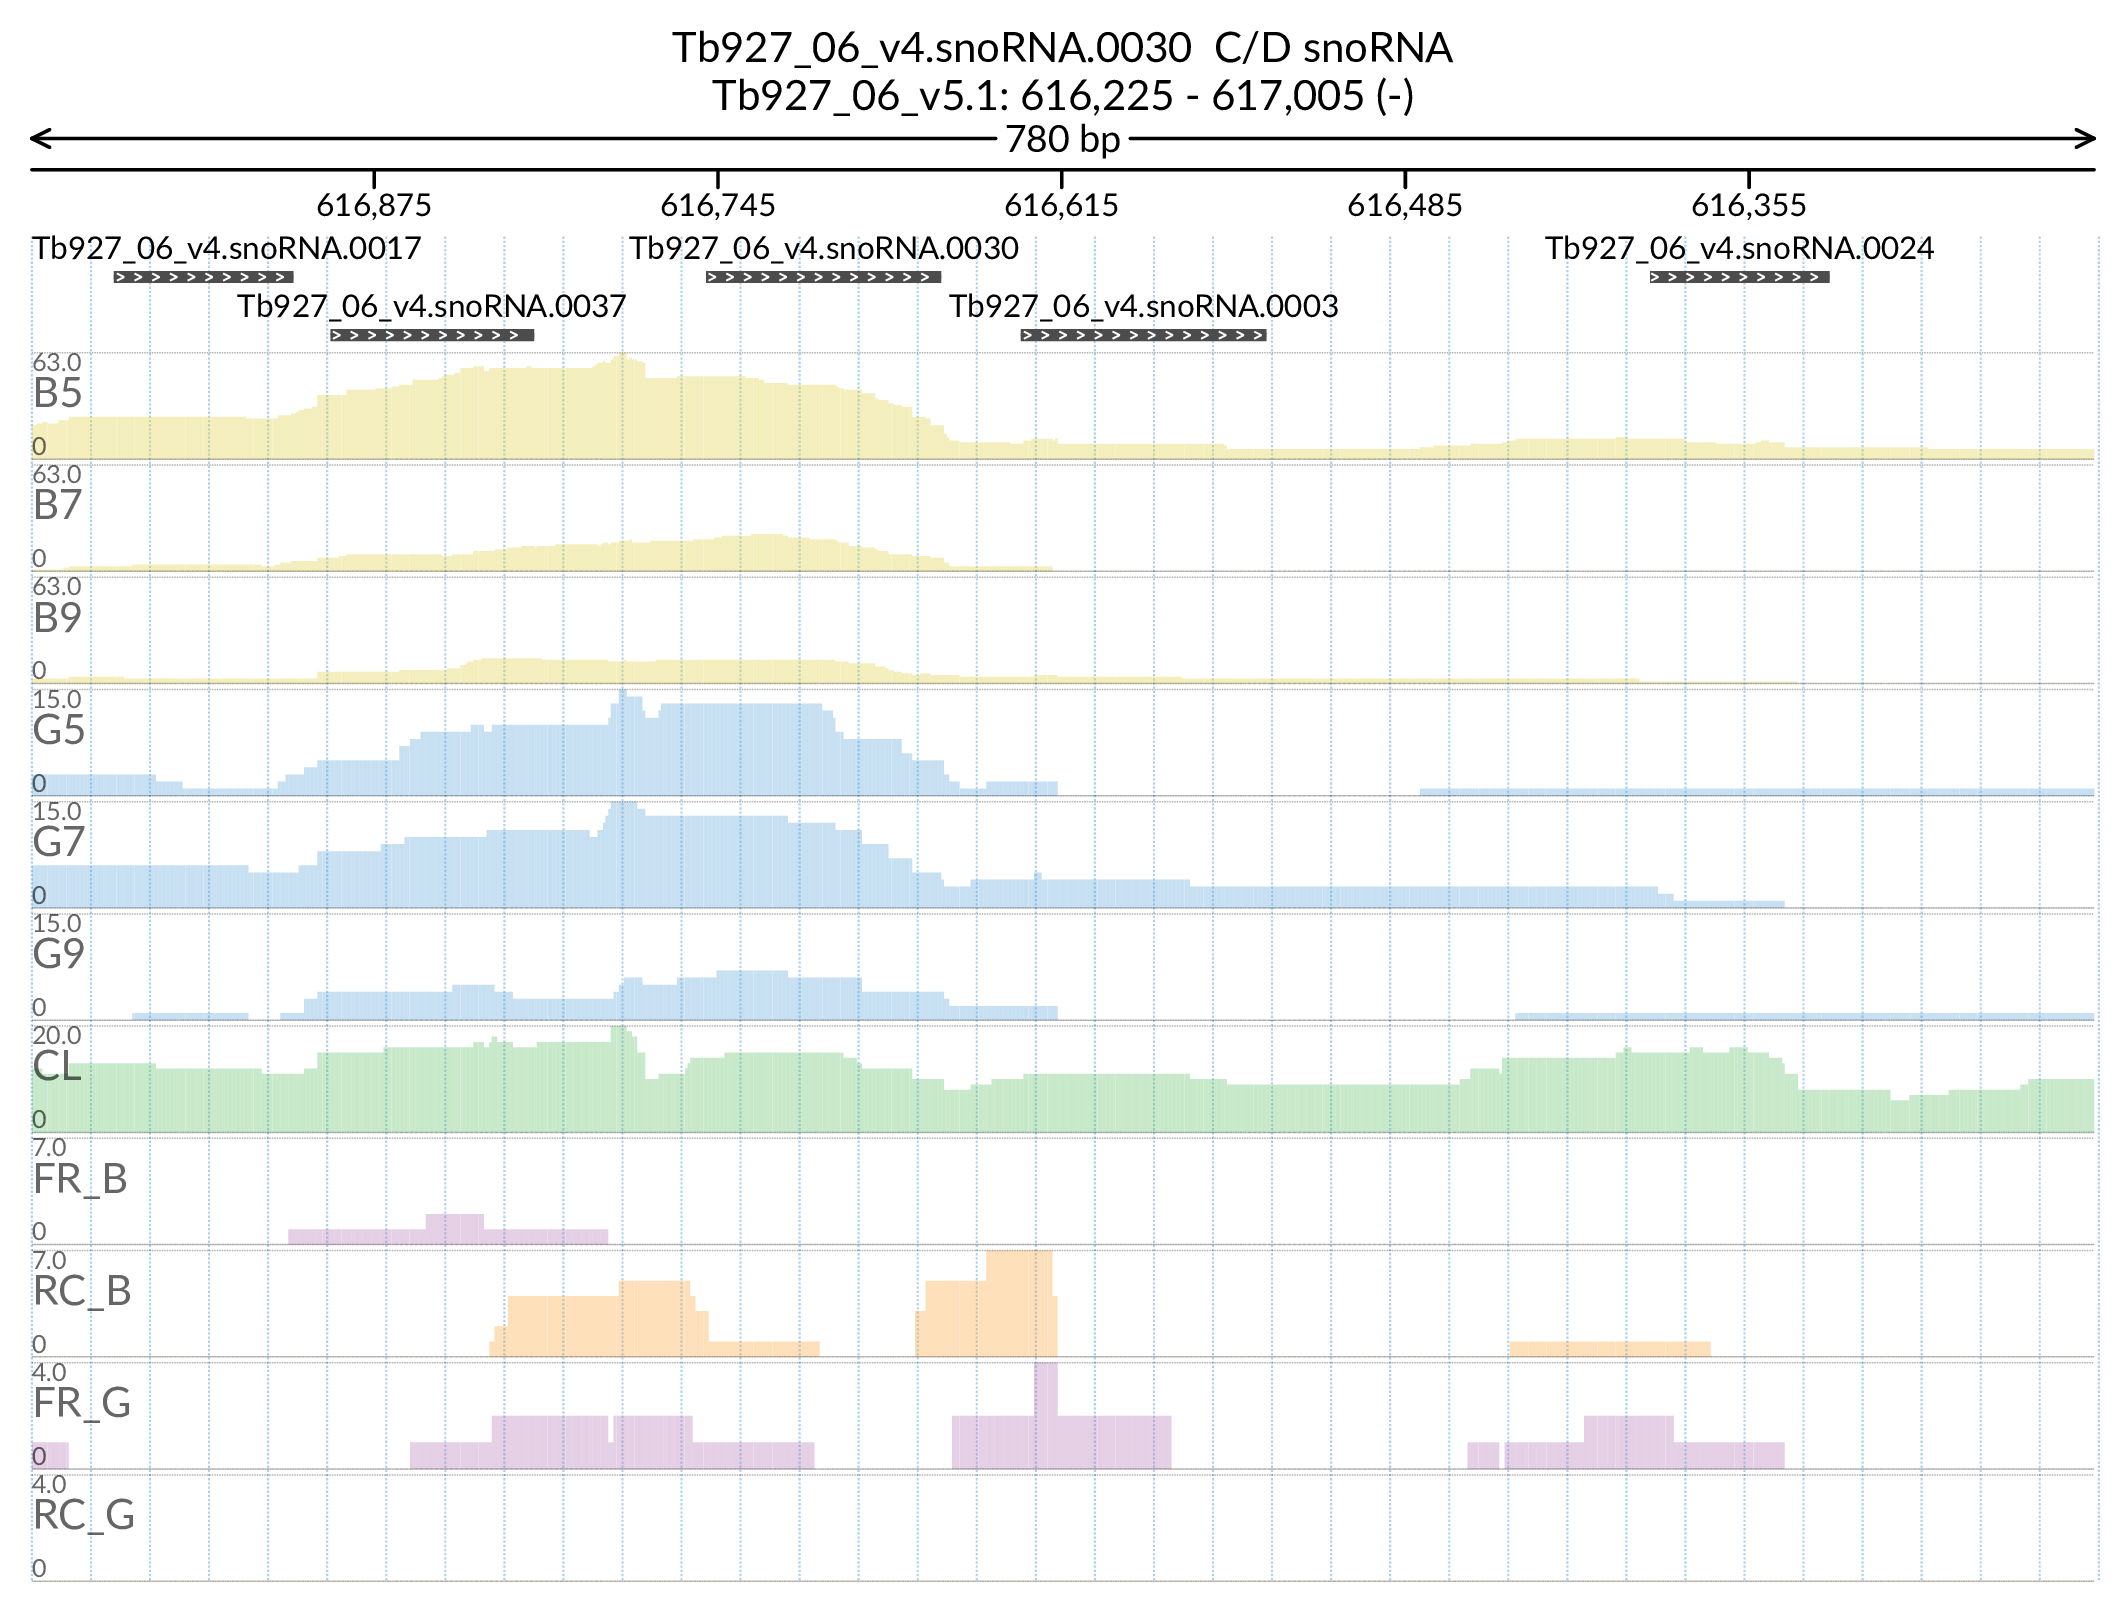 Tb927_06_v4.snoRNA.0030  C/D snoRNA
Tb927_06_v5.1: 616,225 - 617,005 (-)
780 bp
616,875 616,745 616,615 616,485 616,355
Tb927_06_v4.snoRNA.0017 Tb927_06_v4.snoRNA.0030 Tb927_06_v4.snoRNA.0024
Tb927_06_v4.snoRNA.0037 Tb927_06_v4.snoRNA.0003
63.0
B5
0
63.0
B7
0
63.0
B9
0
15.0
G5
0
15.0
G7
0
15.0
G9
0
20.0
CL
0
7.0
FR_B
0
7.0
RC_B
0
4.0
FR_G
0
4.0
RC_G
0